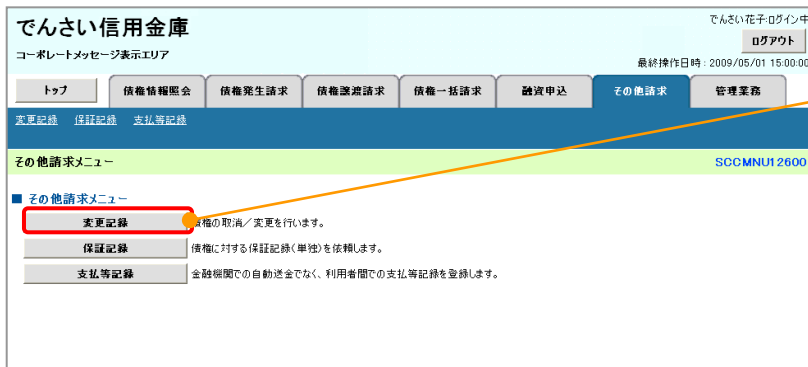 でんさい信用金庫
でんさい花子:ログイン中
ログアウト
コーポレートメッセージ表示エリア
最終操作日時：2009/05/01 15:00:00
トップ 債権情報照会 債権発生請求 債権譲渡請求 債権一括請求 融資申込 その他請求 管理業務
変更記録 保証記録 支払等記録
その他請求メニュー SCCMNU12600
■ その他請求メニュー
変更記録 債権の取消／変更を行います。
保証記録 債権に対する保証記録(単独)を依頼します。
支払等記録 金融機関での自動送金でなく、利用者間での支払等記録を登録します。